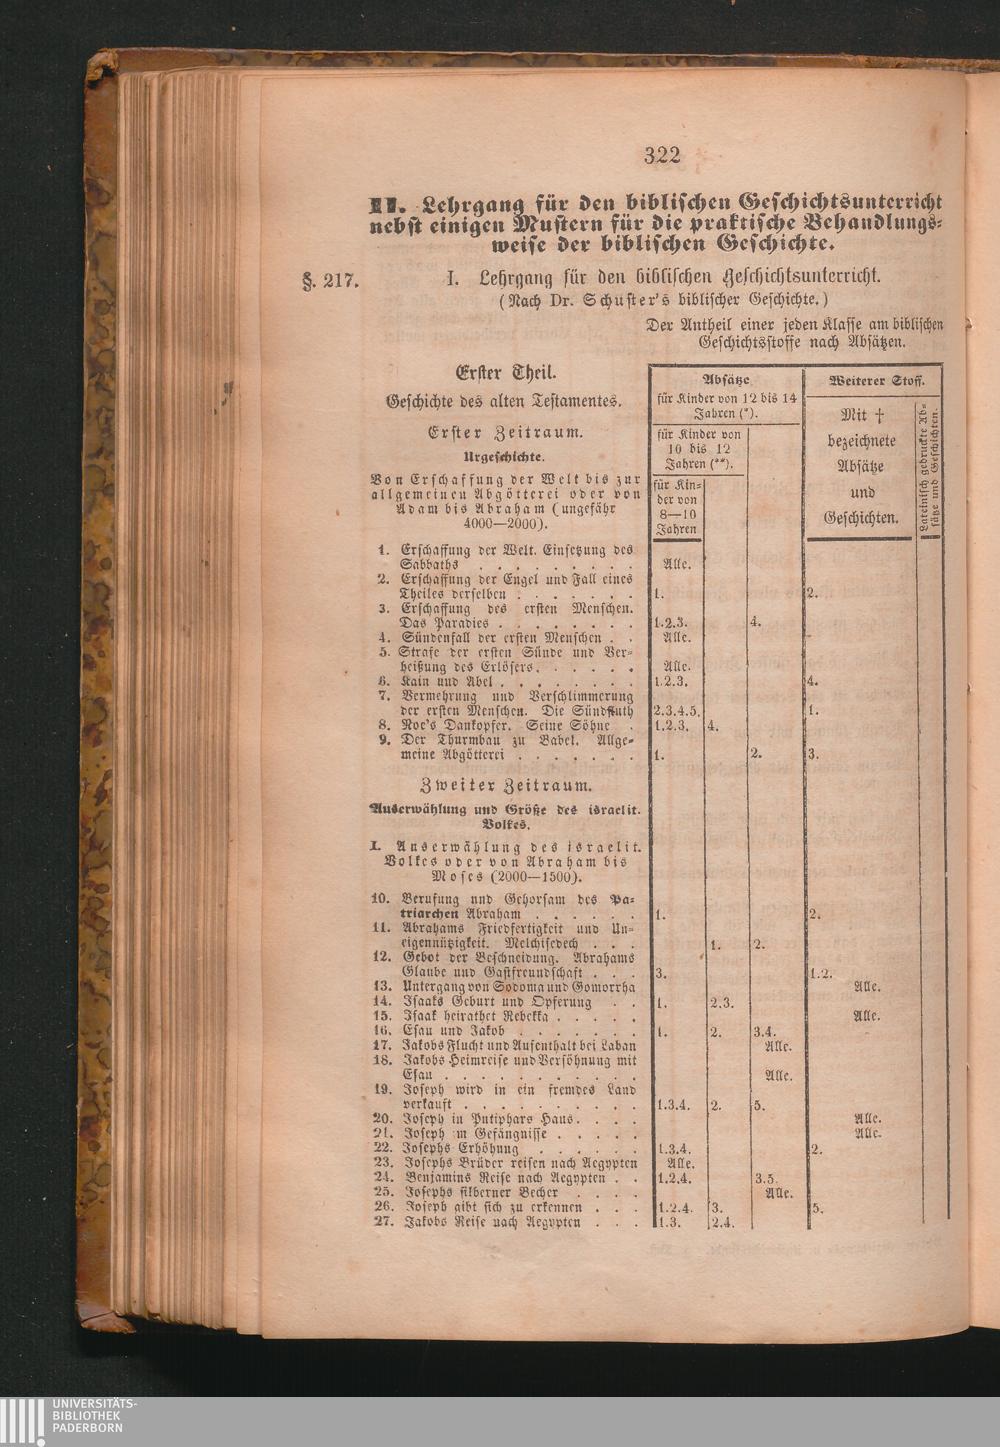 322
II. Lehrgang für den biblischen Geschichtsunterricht
nebst einigen Mustern für die praktische Behandlungs-
weise der biblischen Geschichte.
§. 217. I. Lehrgang für den biblischen Geschichtsunterricht.
(Nach Dr. Schuster's biblischer Geschichte.)
Der Antheil einer jeden Klasse am biblischen
Geschichtsstoffe nach Absätzen.
Erster Theil.
Geschichte des alten Testamentes.
Erster Zeitraum.
Urgeschichte.
Von Erschaffung der Welt bis zur
allgemeinen Abgötterei oder von
Adam bis Abraham (ungefähr
4000—2000).
Absätze
für Kinder von 12 bis 14
Jahren (*).
für Kinder von
10 bis 12
Jahren (**).
für Kin-
der von
8—10
Jahren
Weiterer Stoff.
Mit †
bezeichnete
Absätze
und
Geschichten.
Lateinisch gedruckte Ab-
sätze und Geschichten.
1. Erschaffung der Welt. Einsetzung des
Sabbaths . . . . . . . . . Alle.
2. Erschaffung der Engel und Fall eines
Theiles derselben . . . . . . . 1. 2.
3. Erschaffung des ersten Menschen.
Das Paradies . . . . . . . . 1.2.3. 4.
4. Sündenfall der ersten Menschen . . Alle.
5. Strafe der ersten Sünde und Ver-
heißung des Erlösers . . . . . . Alle.
6. Kain und Abel . . . . . . . . 1.2.3. 4.
7. Vermehrung und Verschlimmerung
der ersten Menschen. Die Sündfluth 2.3.4.5. 1.
8. Noe's Dankopfer. Seine Söhne . 1.2.3. 4.
9. Der Thurmbau zu Babel. Allge-
meine Abgötterei . . . . . . . 1. 2. 3.
Zweiter Zeitraum.
Auserwählung und Größe des israelit.
Volkes.
I. Auserwählung des israelit.
Volkes oder von Abraham bis
Moses (2000—1500).
10. Berufung und Gehorsam des Pa-
triarchen Abraham . . . . . . 1. 2.
11. Abrahams Friedfertigkeit und Un-
eigennützigkeit. Melchisedech . . . 1. 2.
12. Gebot der Beschneidung. Abrahams
Glaube und Gastfreundschaft . . . 3. 1.2.
13. Untergang von Sodoma und Gomorrha Alle.
14. Isaaks Geburt und Opferung . . 1. 2.3.
15. Isaak heirathet Rebekka . . . . . Alle.
16. Esau und Jakob . . . . . . . 1. 2. 3.4.
17. Jakobs Flucht und Aufenthalt bei Laban Alle.
18. Jakobs Heimreise und Versöhnung mit
Esau . . . . . . . . . . Alle.
19. Joseph wird in ein fremdes Land
verkauft . . . . . . . . . . 1.3.4. 2. 5.
20. Joseph in Putiphars Haus . . . . Alle.
21. Joseph im Gefängnisse . . . . . Alle.
22. Josephs Erhöhung . . . . . . 1.3.4. 2.
23. Josephs Brüder reisen nach Aegypten Alle.
24. Benjamins Reise nach Aegypten . . 1.2.4. 3.5.
25. Josephs silberner Becher . . . . Alle.
26. Joseph gibt sich zu erkennen . . . 1.2.4. 3. 5.
27. Jakobs Reise nach Aegypten . . . 1.3. 2.4.
UNIVERSITÄTS-
BIBLIOTHEK
PADERBORN